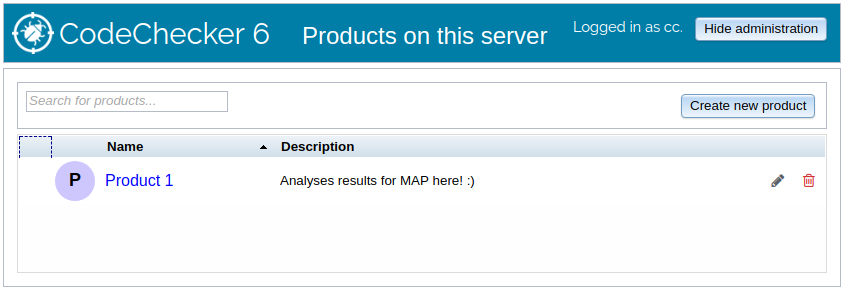 CodeChecker 6
Products on this server
Logged in as cc.
Hide administration
Search for products...
Create new product
Name
Description
P
Product 1
Analyses results for MAP here! :)